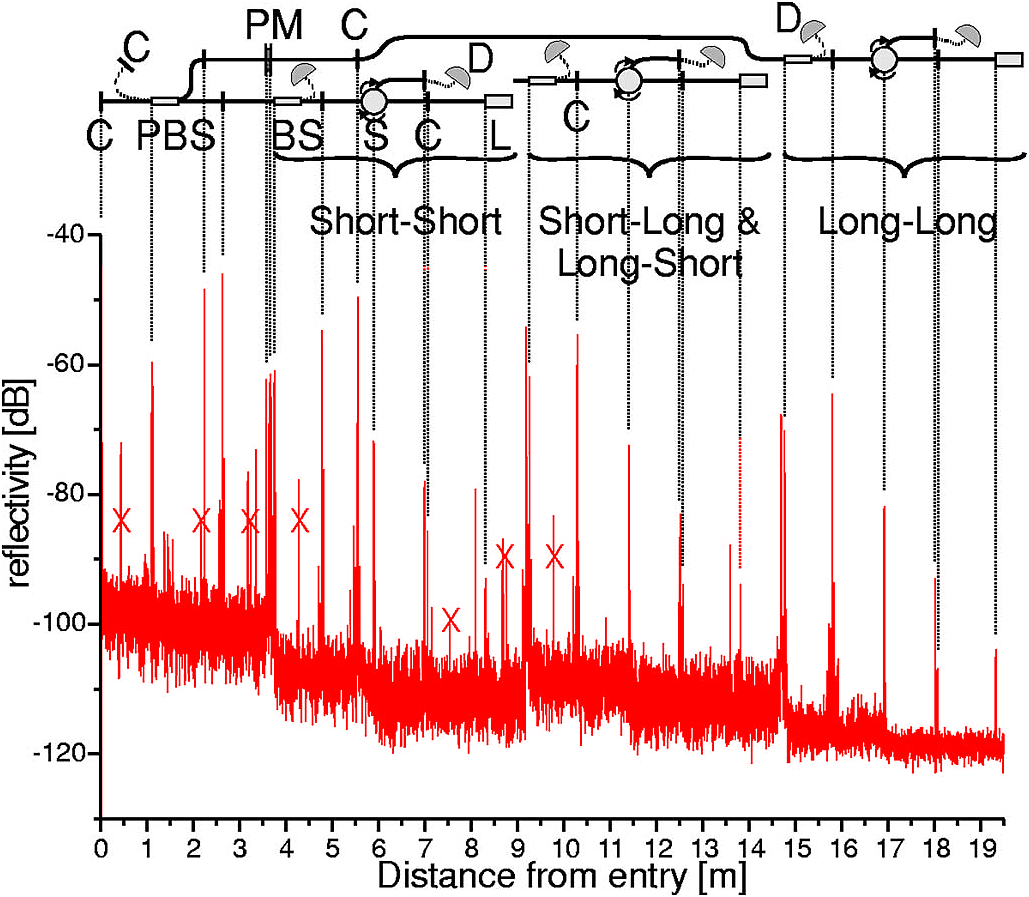 PM C D
C D
C PBS BS S C L C
Short-Short Short-Long & Long-Long
Long-Short
-40
-60
-80
-100
-120
reflectivity [dB]
X X X X X X X
0 1 2 3 4 5 6 7 8 9 10 11 12 13 14 15 16 17 18 19
Distance from entry [m]